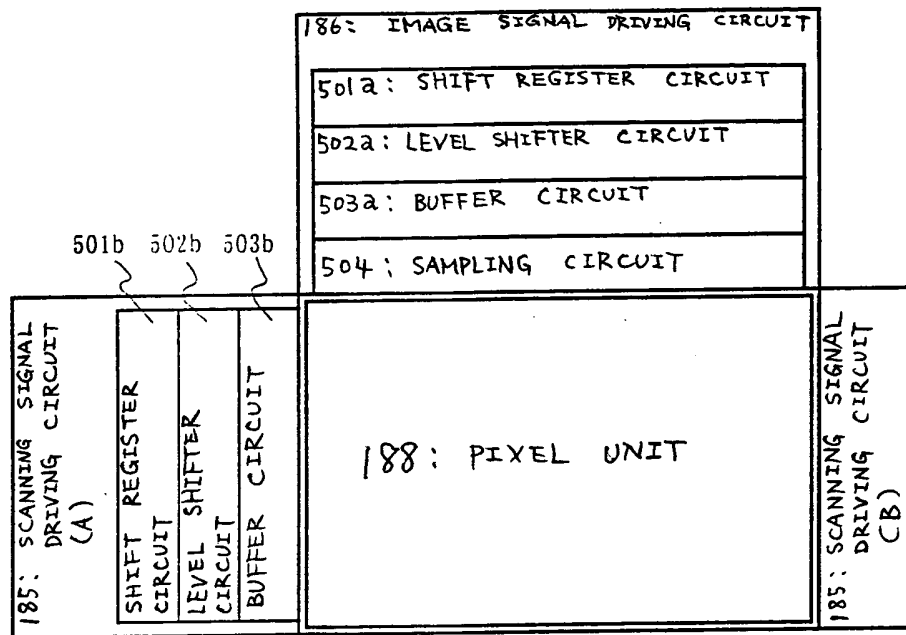 186: IMAGE SIGNAL DRIVING CIRCUIT
501a: SHIFT REGISTER CIRCUIT
502a: LEVEL SHIFTER CIRCUIT
503a: BUFFER CIRCUIT
504: SAMPLING CIRCUIT
501b 502b 503b
185: SCANNING SIGNAL
DRIVING CIRCUIT
(A)
SHIFT REGISTER
CIRCUIT
LEVEL SHIFTER
CIRCUIT
BUFFER CIRCUIT
188: PIXEL UNIT
185: SCANNING SIGNAL
DRIVING CIRCUIT
(B)